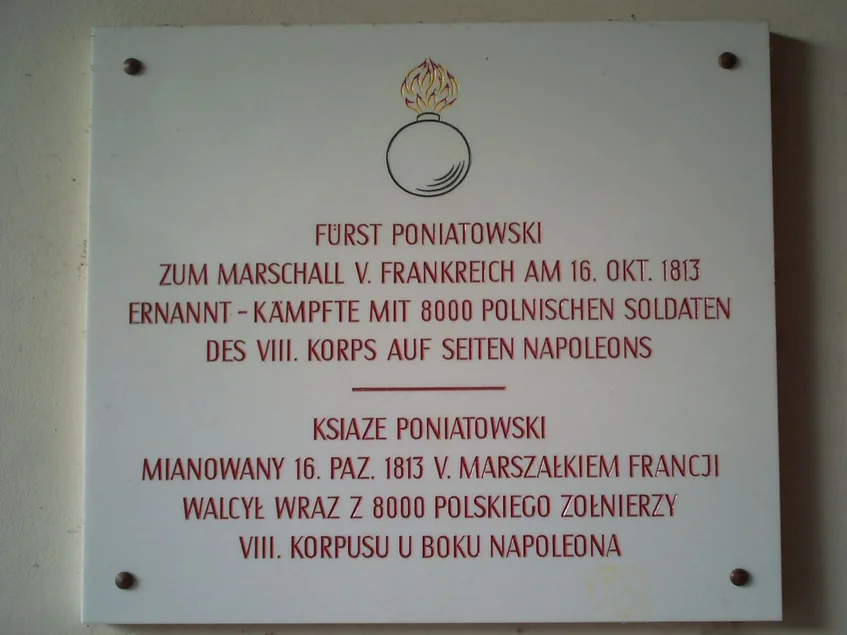 FÜRST PONIATOWSKI
ZUM MARSCHALL V. FRANKREICH AM 16. OKT. 1813
ERNANNT - KÄMPFTE MIT 8000 POLNISCHEN SOLDATEN
DES VIII. KORPS AUF SEITEN NAPOLEONS
KSIAZE PONIATOWSKI
MIANOWANY 16. PAZ. 1813 V. MARSZAŁKIEM FRANCJI
WALCYŁ WRAZ Z 8000 POLSKIEGO ZOŁNIERZY
VIII. KORPUSU U BOKU NAPOLEONA